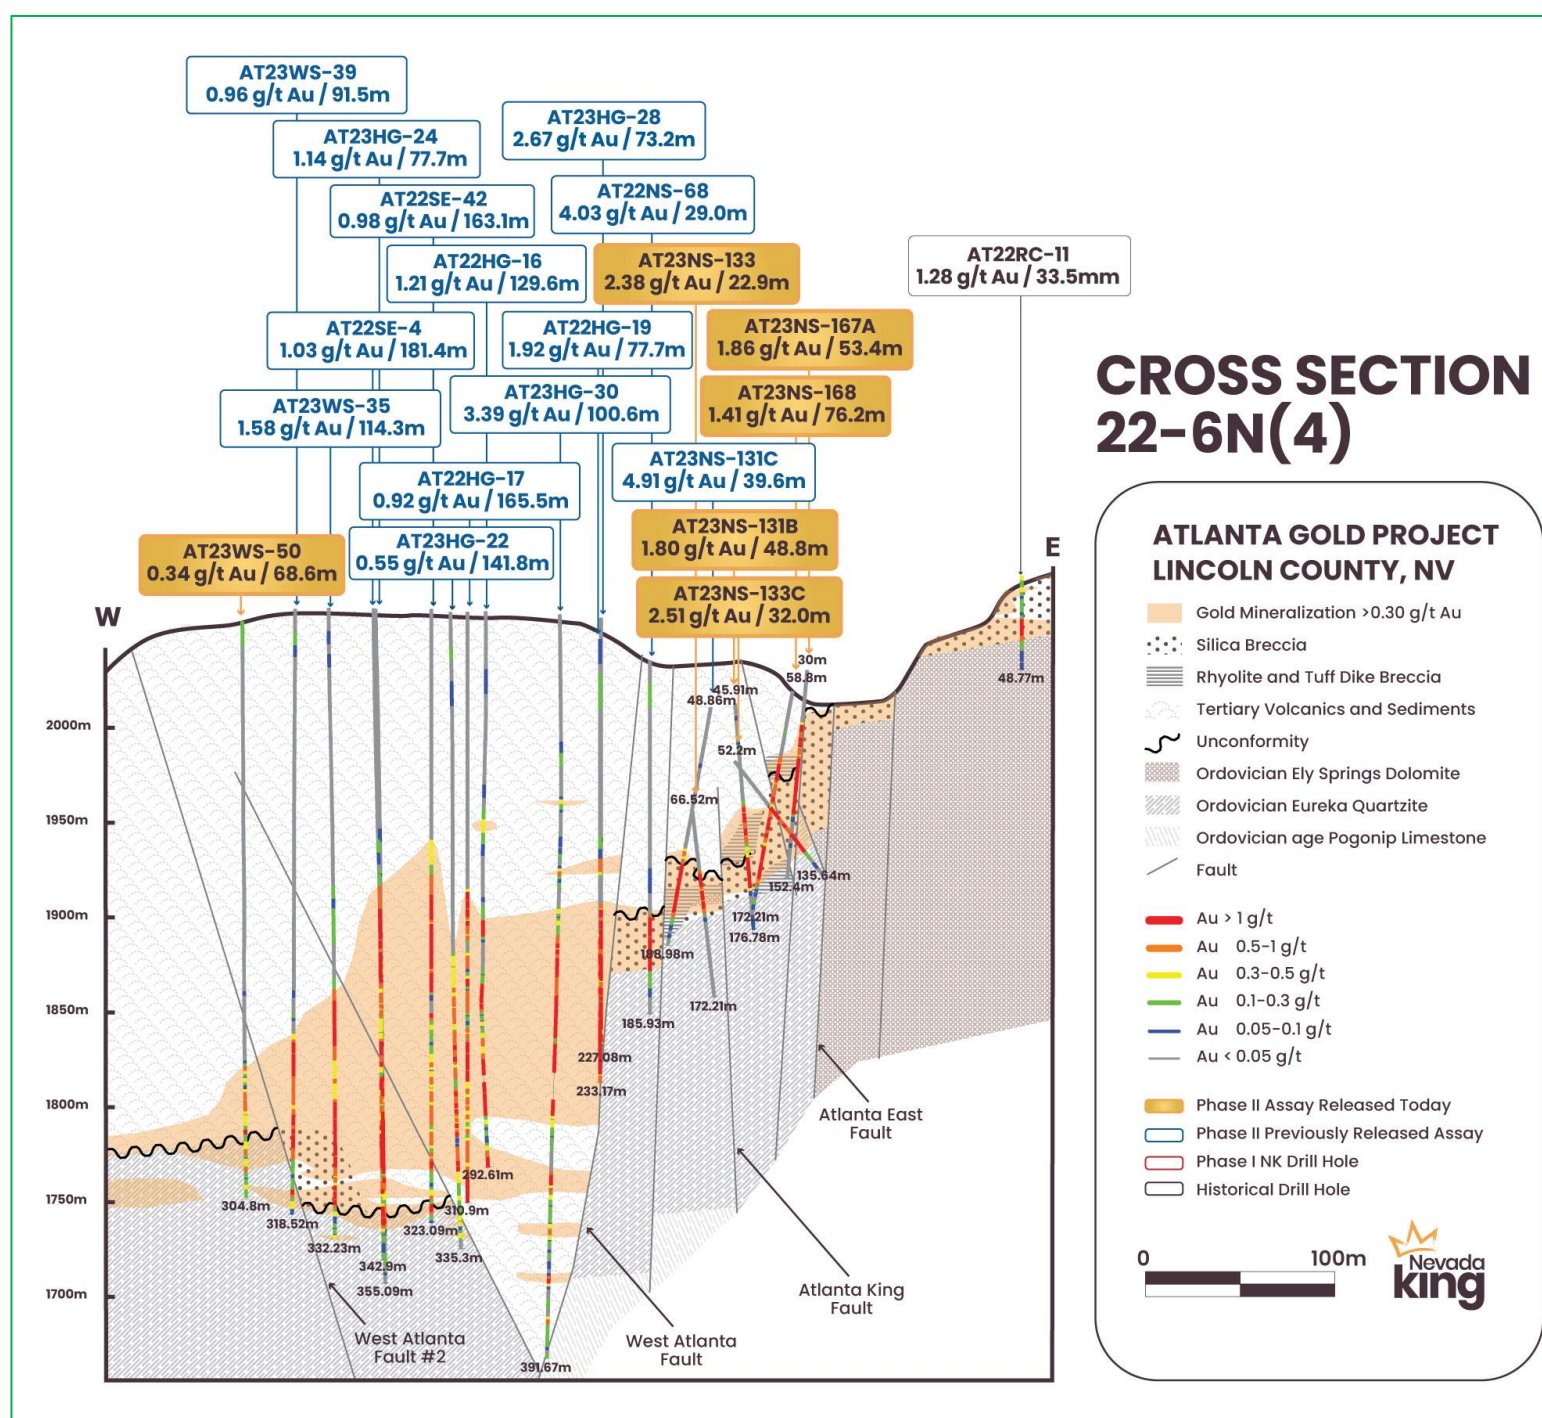 AT23WS-39
0.96 g/t Au / 91.5m
AT23HG-24
1.14 g/t Au / 77.7m
AT22SE-42
0.98 g/t Au / 163.1m
AT22HG-16
1.21 g/t Au / 129.6m
AT22SE-4
1.03 g/t Au / 181.4m
AT23WS-35
1.58 g/t Au / 114.3m
AT22HG-17
0.92 g/t Au / 165.5m
AT23HG-22
0.55 g/t Au / 141.8m
AT23WS-50
0.34 g/t Au / 68.6m
AT23HG-28
2.67 g/t Au / 73.2m
AT22NS-68
4.03 g/t Au / 29.0m
AT23NS-133
2.38 g/t Au / 22.9m
AT22HG-19
1.92 g/t Au / 77.7m
AT23HG-30
3.39 g/t Au / 100.6m
AT23NS-167A
1.86 g/t Au / 53.4m
AT23NS-168
1.41 g/t Au / 76.2m
AT23NS-131C
4.91 g/t Au / 39.6m
AT23NS-131B
1.80 g/t Au / 48.8m
AT23NS-133C
2.51 g/t Au / 32.0m
AT22RC-11
1.28 g/t Au / 33.5mm
W
E
2000m
1950m
1900m
1850m
1800m
1750m
1700m
30m
58.8m
45.91m
48.86m
52.2m
66.52m
48.77m
135.64m
152.4m
172.21m
176.78m
188.98m
172.21m
185.93m
227.08m
233.17m
292.61m
304.8m
310.9m
318.52m
323.09m
332.23m
335.3m
342.9m
355.09m
391.67m
Atlanta East
Fault
Atlanta King
Fault
West Atlanta
Fault
West Atlanta
Fault #2
CROSS SECTION
22-6N(4)
ATLANTA GOLD PROJECT
LINCOLN COUNTY, NV
Gold Mineralization >0.30 g/t Au
Silica Breccia
Rhyolite and Tuff Dike Breccia
Tertiary Volcanics and Sediments
Unconformity
Ordovician Ely Springs Dolomite
Ordovician Eureka Quartzite
Ordovician age Pogonip Limestone
Fault
Au > 1 g/t
Au 0.5-1 g/t
Au 0.3-0.5 g/t
Au 0.1-0.3 g/t
Au 0.05-0.1 g/t
Au < 0.05 g/t
Phase II Assay Released Today
Phase II Previously Released Assay
Phase I NK Drill Hole
Historical Drill Hole
0 100m
Nevada
king